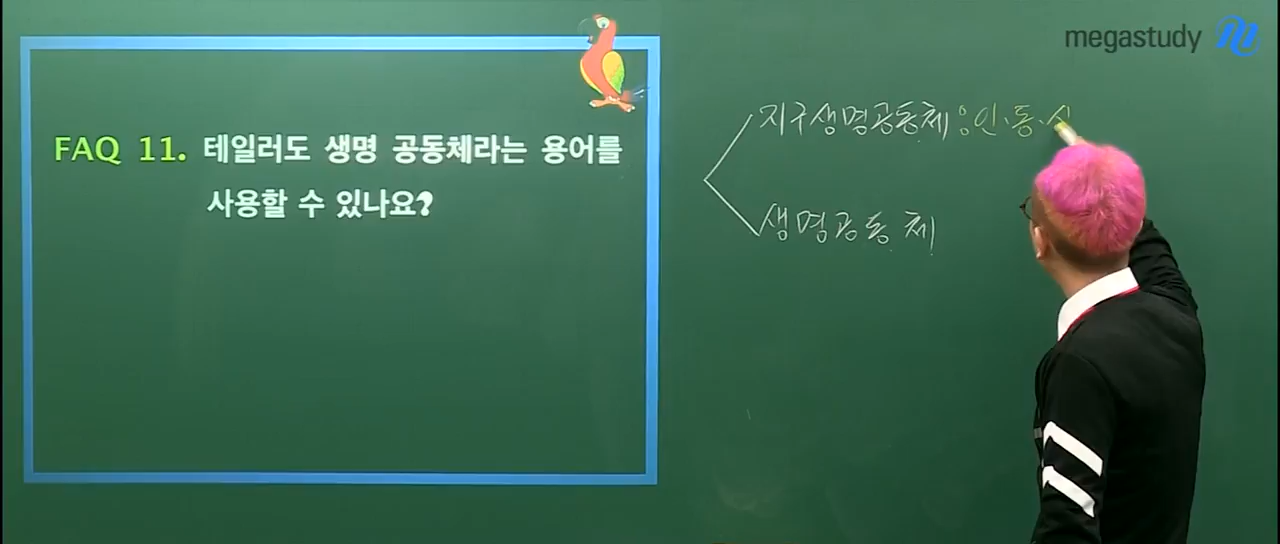 megastudy
FAQ 11. 테일러도 생명 공동체라는 용어를
사용할 수 있나요?
지구생명공동체 : 인·동·식
생명공동체